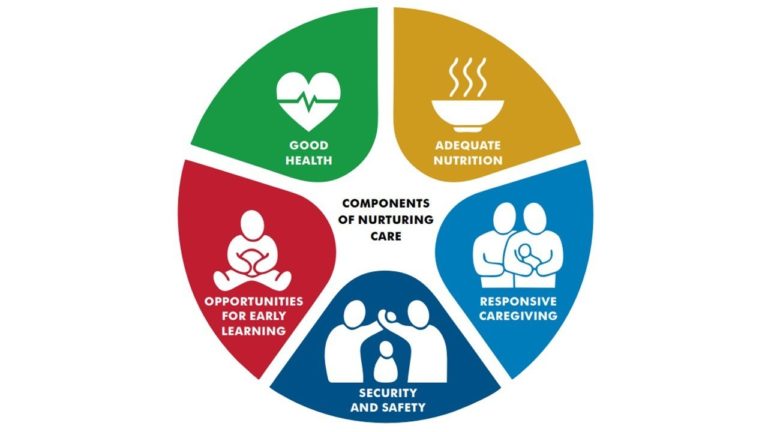 GOOD
HEALTH
ADEQUATE
NUTRITION
COMPONENTS
OF NURTURING
CARE
OPPORTUNITIES
FOR EARLY
LEARNING
RESPONSIVE
CAREGIVING
SECURITY
AND SAFETY